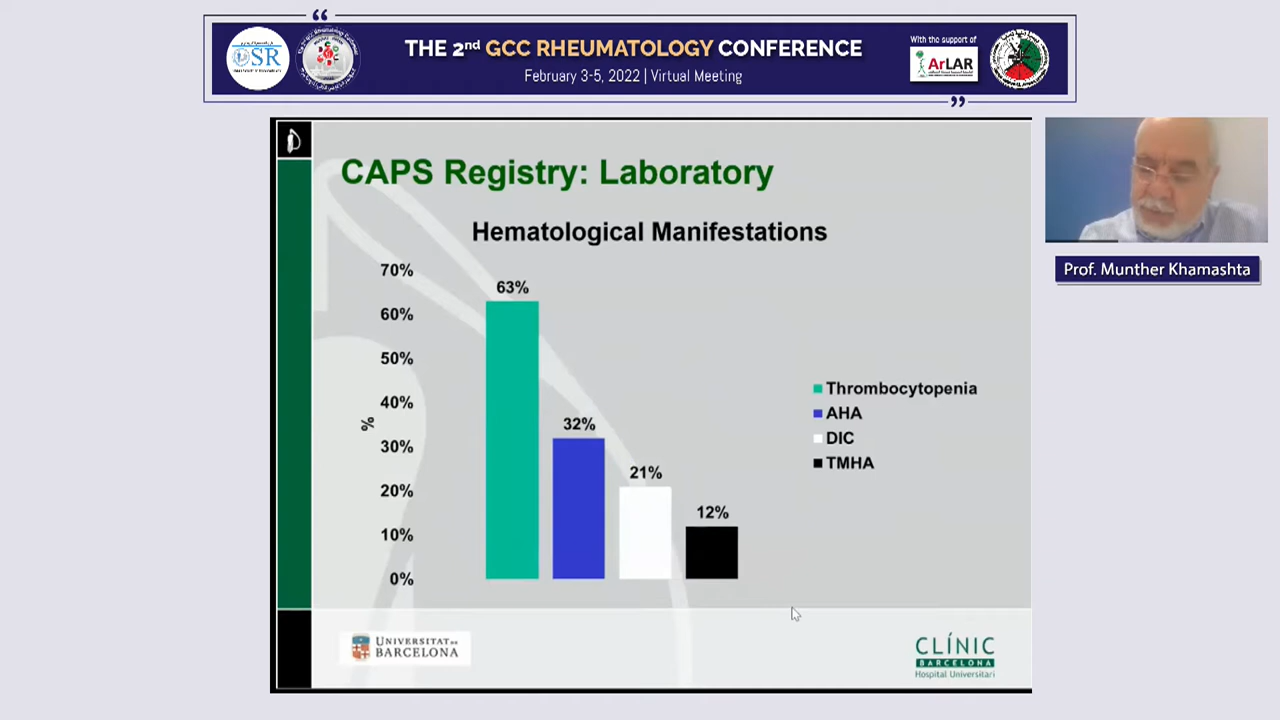 “
THE 2nd GCC RHEUMATOLOGY CONFERENCE
February 3-5, 2022 | Virtual Meeting
”
OSR
With the support of
ArLAR
CAPS Registry: Laboratory
Hematological Manifestations
70%
60%
50%
40%
30%
20%
10%
0%
%
63%
32%
21%
12%
Thrombocytopenia
AHA
DIC
TMHA
UNIVERSITAT DE
BARCELONA
CLÍNIC
BARCELONA
Hospital Universitari
Prof. Munther Khamashta